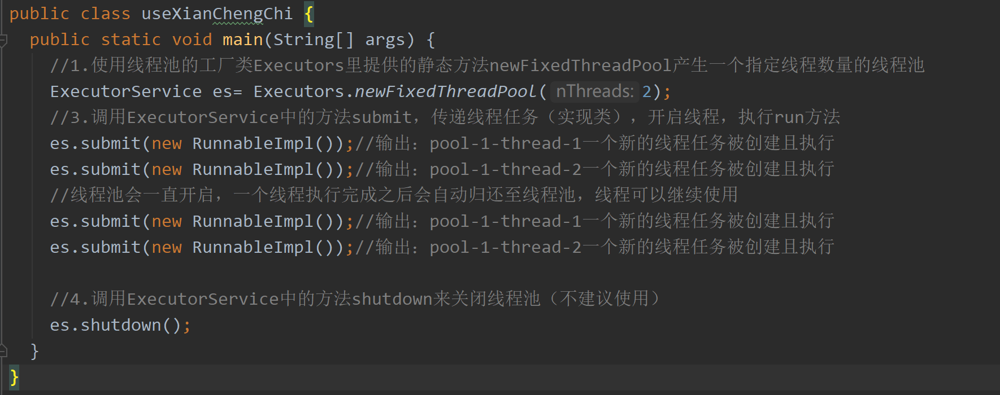 public class useXianChengChi {
public static void main(String[] args) {
//1.使用线程池的工厂类Executors里提供的静态方法newFixedThreadPool产生一个指定线程数量的线程池
ExecutorService es= Executors.newFixedThreadPool( nThreads: 2);
//3.调用ExecutorService中的方法submit，传递线程任务（实现类），开启线程，执行run方法
es.submit(new RunnableImpl());//输出：pool-1-thread-1一个新的线程任务被创建且执行
es.submit(new RunnableImpl());//输出：pool-1-thread-2一个新的线程任务被创建且执行
//线程池会一直开启，一个线程执行完成之后会自动归还至线程池，线程可以继续使用
es.submit(new RunnableImpl());//输出：pool-1-thread-1一个新的线程任务被创建且执行
es.submit(new RunnableImpl());//输出：pool-1-thread-2一个新的线程任务被创建且执行
//4.调用ExecutorService中的方法shutdown来关闭线程池（不建议使用）
es.shutdown();
}
}